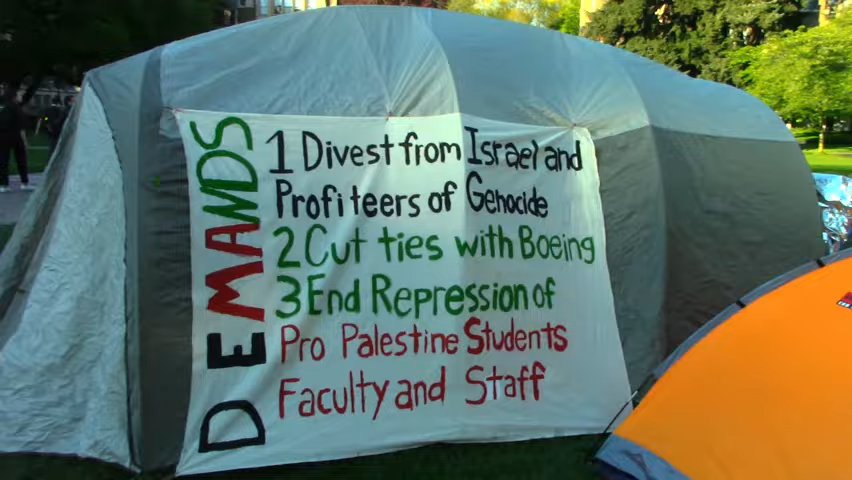 DEMANDS
1 Divest from Israel and
Profiteers of Genocide
2 Cut ties with Boeing
3 End Repression of
Pro Palestine Students
Faculty and Staff